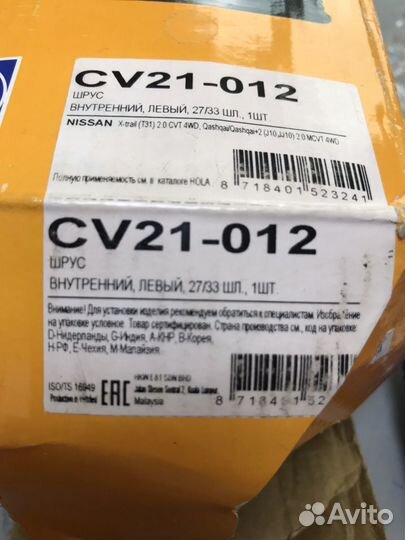 CV21-012
ШРУС
ВНУТРЕННИЙ, ЛЕВЫЙ, 27/33 ШЛ., 1ШТ
NISSAN X-trail (T31) 2.0 CVT 4WD, Qashqai/Qashqai+2 (J10,JJ10) 2.0 MCVT 4WD
Полную применяемость см. в каталоге HOLA.
8 718401 523241
CV21-012
ШРУС
ВНУТРЕННИЙ, ЛЕВЫЙ, 27/33 ШЛ., 1ШТ.
Внимание! Для установки изделия рекомендуем обратиться к специалистам. Изображение
на упаковке условное. Товар сертифицирован. Страна производства см., код на упаковке:
D-Нидерланды, G-Индия, А-КНР, В-Корея,
Н-РФ, Е-Чехия, М-Малайзия.
ISO/TS 16949
EAC
Malaysia
Avito